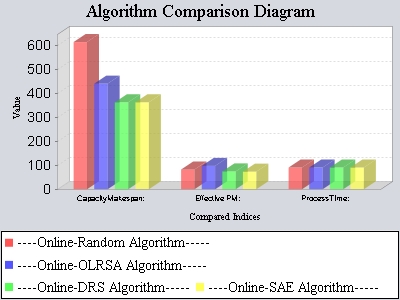 Algorithm Comparison Diagram
Value
600
500
400
300
200
100
0
CapacityMakespan:
Effective PM:
ProcessTime:
Compared Indices
----Online-Random Algorithm-----
----Online-OLRSA Algorithm-----
----Online-DRS Algorithm----- ----Online-SAE Algorithm-----